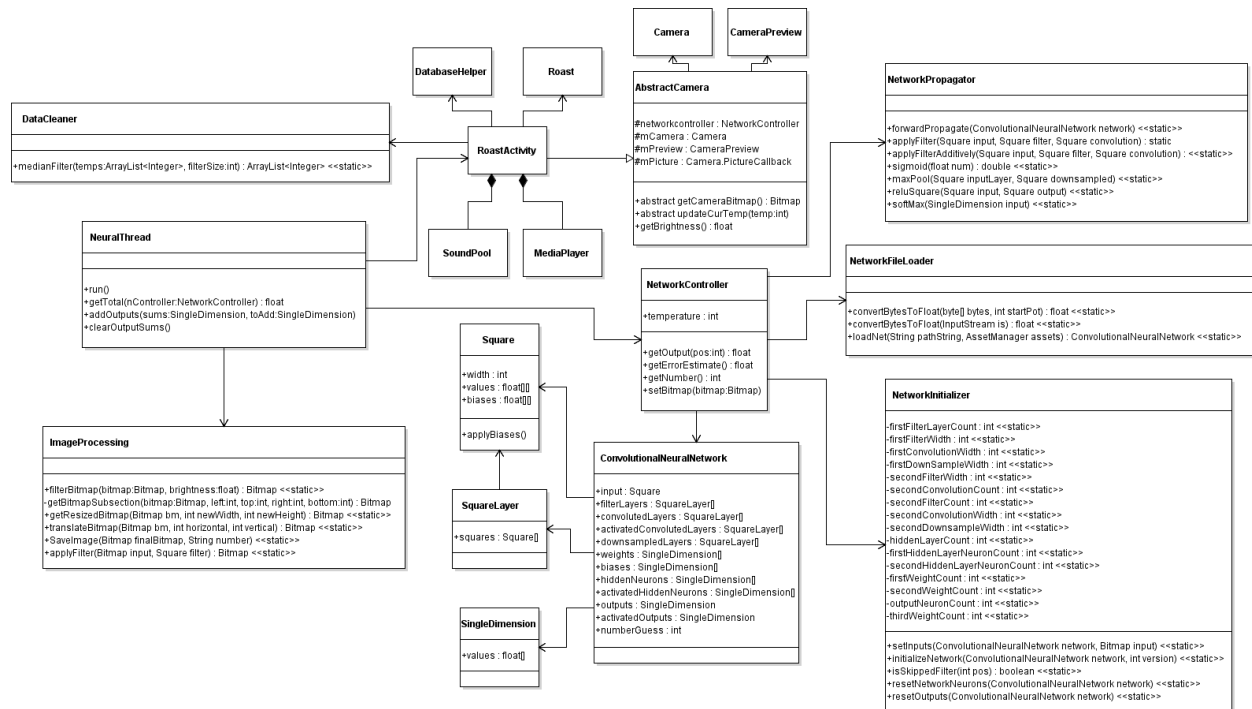 Camera
CameraPreview
DatabaseHelper
Roast
AbstractCamera
#networkcontroller : NetworkController
#mCamera : Camera
#mPreview : CameraPreview
#mPicture : Camera.PictureCallback
+abstract getCameraBitmap() : Bitmap
+abstract updateCurTemp(temp:int)
+getBrightness() : float
NetworkPropagator
+forwardPropagate(ConvolutionalNeuralNetwork network) <<static>>
+applyFilter(Square input, Square filter, Square convolution) : static
+applyFilterAdditively(Square input, Square filter, Square convolution) : <<static>>
+sigmoid(float num) : double <<static>>
+maxPool(Square inputLayer, Square downsampled) <<static>>
+reluSquare(Square input, Square output) <<static>>
+softMax(SingleDimension input) <<static>>
DataCleaner
+medianFilter(temps:ArrayList<Integer>, filterSize:int) : ArrayList<Integer> <<static>>
RoastActivity
SoundPool
MediaPlayer
NeuralThread
+run()
+getTotal(nController:NetworkController) : float
+addOutputs(sums:SingleDimension, toAdd:SingleDimension)
+clearOutputSums()
NetworkController
+temperature : int
+getOutput(pos:int) : float
+getErrorEstimate() : float
+getNumber() : int
+setBitmap(bitmap:Bitmap)
NetworkFileLoader
+convertBytesToFloat(byte[] bytes, int startPot) : float <<static>>
+convertBytesToFloat(InputStream is) : float <<static>>
+loadNet(String pathString, AssetManager assets) : ConvolutionalNeuralNetwork <<static>>
Square
+width : int
+values : float[][]
+biases : float[][]
+applyBiases()
ImageProcessing
+filterBitmap(bitmap:Bitmap, brightness:float) : Bitmap <<static>>
-getBitmapSubsection(bitmap:Bitmap, left:int, top:int, right:int, bottom:int) : Bitmap
+getResizedBitmap(Bitmap bm, int newWidth, int newHeight) : Bitmap <<static>>
+translateBitmap(Bitmap bm, int horizontal, int vertical) : Bitmap <<static>>
+SaveImage(Bitmap finalBitmap, String number) <<static>>
+applyFilter(Bitmap input, Square filter) : Bitmap <<static>>
SquareLayer
+squares : Square[]
SingleDimension
+values : float[]
ConvolutionalNeuralNetwork
+input : Square
+filterLayers : SquareLayer[]
+convolutedLayers : SquareLayer[]
+activatedConvolutedLayers : SquareLayer[]
+downsampledLayers : SquareLayer[]
+weights : SingleDimension[]
+biases : SingleDimension[]
+hiddenNeurons : SingleDimension[]
+activatedHiddenNeurons : SingleDimension[]
+outputs : SingleDimension
+activatedOutputs : SingleDimension
+numberGuess : int
NetworkInitializer
-firstFilterLayerCount : int <<static>>
-firstFilterWidth : int <<static>>
-firstConvolutionWidth : int <<static>>
-firstDownSampleWidth : int <<static>>
-secondFilterWidth : int <<static>>
-secondConvolutionCount : int <<static>>
-secondFilterCount : int <<static>>
-secondConvolutionWidth : int <<static>>
-secondDownsampleWidth : int <<static>>
-hiddenLayerCount : int <<static>>
-firstHiddenLayerNeuronCount : int <<static>>
-secondHiddenLayerNeuronCount : int <<static>>
-firstWeightCount : int <<static>>
-secondWeightCount : int <<static>>
-outputNeuronCount : int <<static>>
-thirdWeightCount : int <<static>>
+setInputs(ConvolutionalNeuralNetwork network, Bitmap input) <<static>>
+initializeNetwork(ConvolutionalNeuralNetwork network, int version) <<static>>
+isSkippedFilter(int pos) : boolean <<static>>
+resetNetworkNeurons(ConvolutionalNeuralNetwork network) <<static>>
+resetOutputs(ConvolutionalNeuralNetwork network) <<static>>